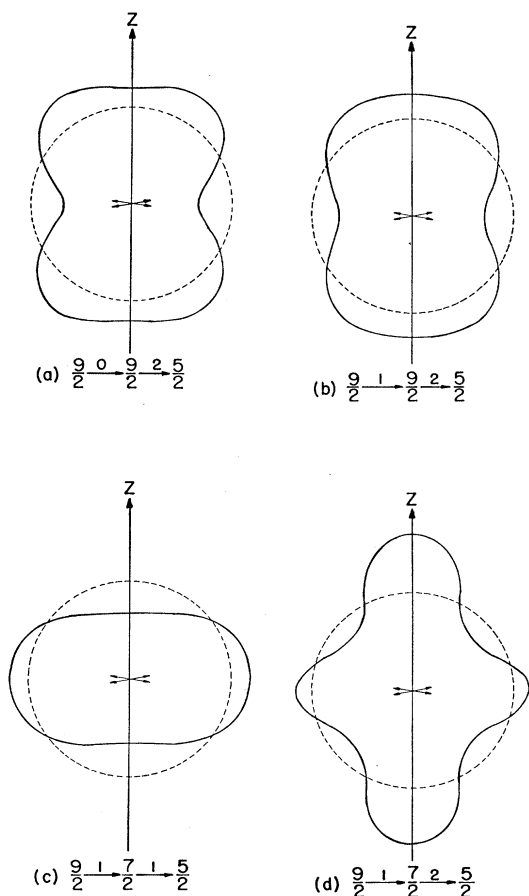 Z
Z
(a) 9/2 —0→ 9/2 —2→ 5/2
(b) 9/2 —1→ 9/2 —2→ 5/2
Z
Z
(c) 9/2 —1→ 7/2 —1→ 5/2
(d) 9/2 —1→ 7/2 —2→ 5/2